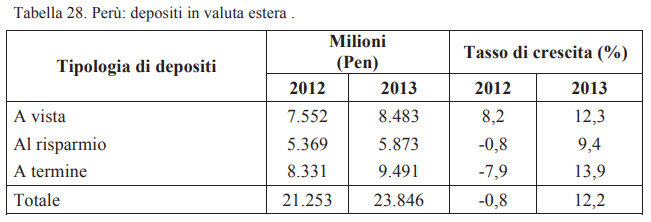 Tabella 28. Perù: depositi in valuta estera .
Tipologia di depositi Milioni (Pen) Tasso di crescita (%)
2012 2013 2012 2013
A vista 7.552 8.483 8,2 12,3
Al risparmio 5.369 5.873 -0,8 9,4
A termine 8.331 9.491 -7,9 13,9
Totale 21.253 23.846 -0,8 12,2